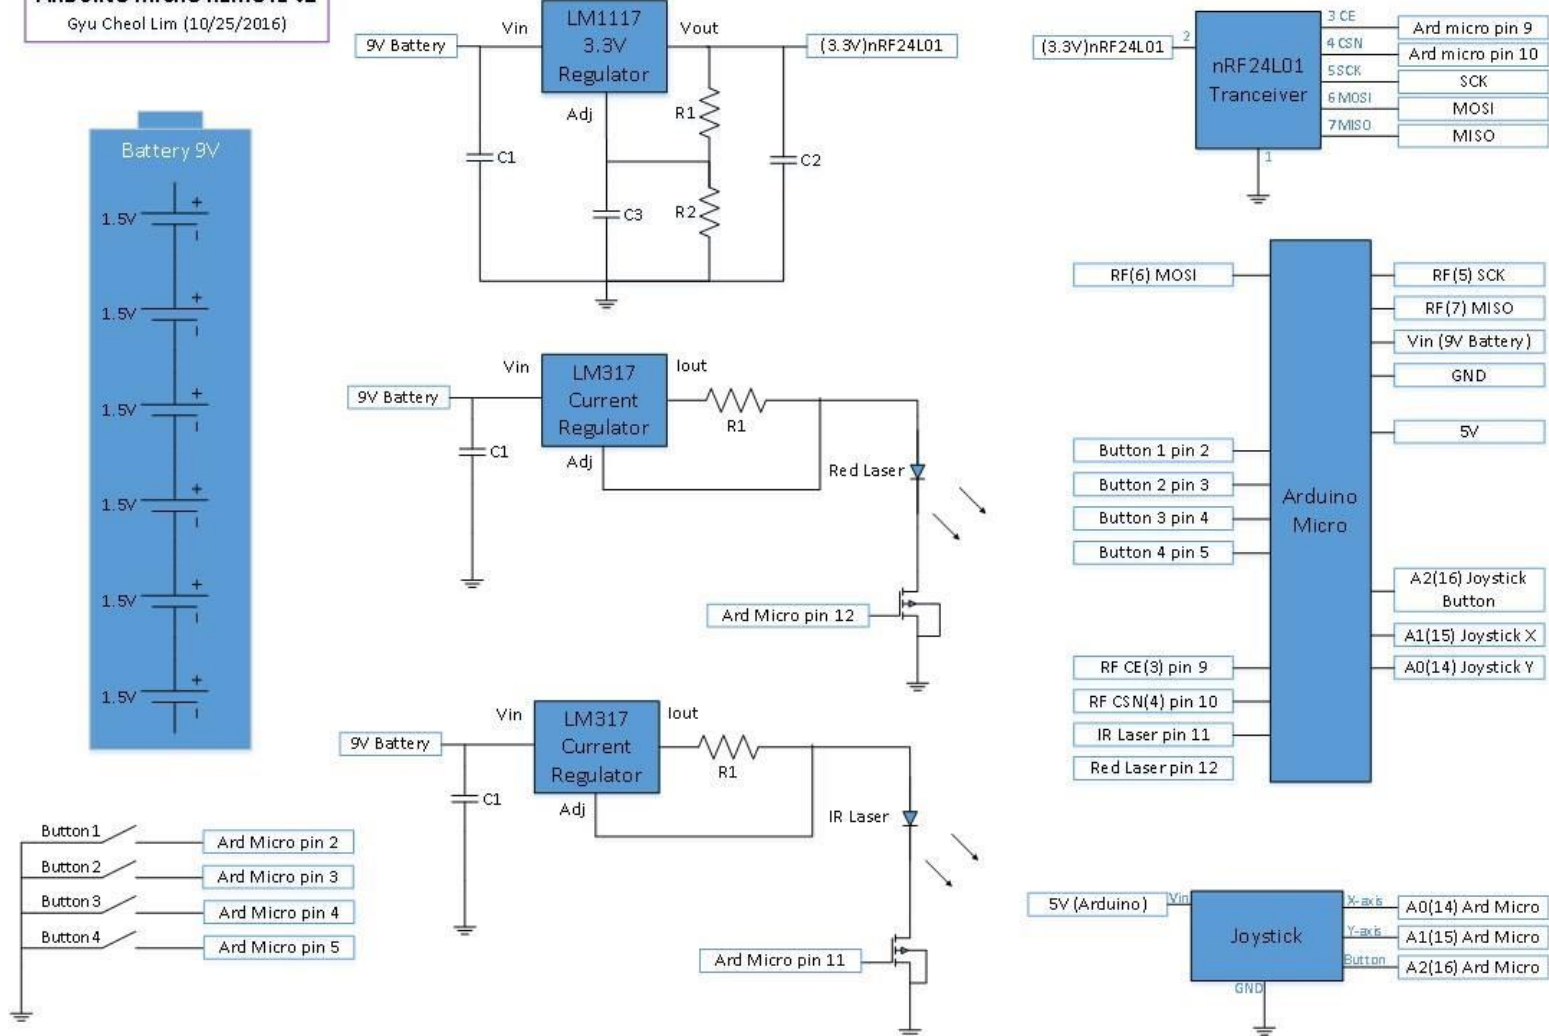 Gyu Cheol Lim (10/25/2016)
Battery 9V
1.5V
1.5V
1.5V
1.5V
1.5V
1.5V
Button 1
Ard Micro pin 2
Button 2
Ard Micro pin 3
Button 3
Ard Micro pin 4
Button 4
Ard Micro pin 5
9V Battery
Vin
LM1117
3.3V
Regulator
Vout
Adj
(3.3V)nRF24L01
C1
R1
C2
C3
R2
9V Battery
Vin
LM317
Current
Regulator
Iout
Adj
R1
C1
Red Laser
Ard Micro pin 12
9V Battery
Vin
LM317
Current
Regulator
Iout
Adj
R1
C1
IR Laser
Ard Micro pin 11
(3.3V)nRF24L01
2
nRF24L01
Tranceiver
3 CE
Ard micro pin 9
4 CSN
Ard micro pin 10
5 SCK
SCK
6 MOSI
MOSI
7 MISO
MISO
1
RF(6) MOSI
Button 1 pin 2
Button 2 pin 3
Button 3 pin 4
Button 4 pin 5
RF CE(3) pin 9
RF CSN(4) pin 10
IR Laser pin 11
Red Laser pin 12
Arduino
Micro
RF(5) SCK
RF(7) MISO
Vin (9V Battery)
GND
5V
A2(16) Joystick
Button
A1(15) Joystick X
A0(14) Joystick Y
5V (Arduino)
Vin
Joystick
GND
X-axis
A0(14) Ard Micro
Y-axis
A1(15) Ard Micro
Button
A2(16) Ard Micro